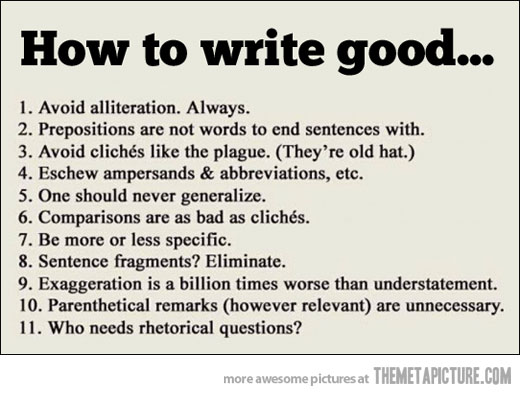 How to write good...
1. Avoid alliteration. Always.
2. Prepositions are not words to end sentences with.
3. Avoid clichés like the plague. (They're old hat.)
4. Eschew ampersands & abbreviations, etc.
5. One should never generalize.
6. Comparisons are as bad as clichés.
7. Be more or less specific.
8. Sentence fragments? Eliminate.
9. Exaggeration is a billion times worse than understatement.
10. Parenthetical remarks (however relevant) are unnecessary.
11. Who needs rhetorical questions?
more awesome pictures at THEMETAPICTURE.COM